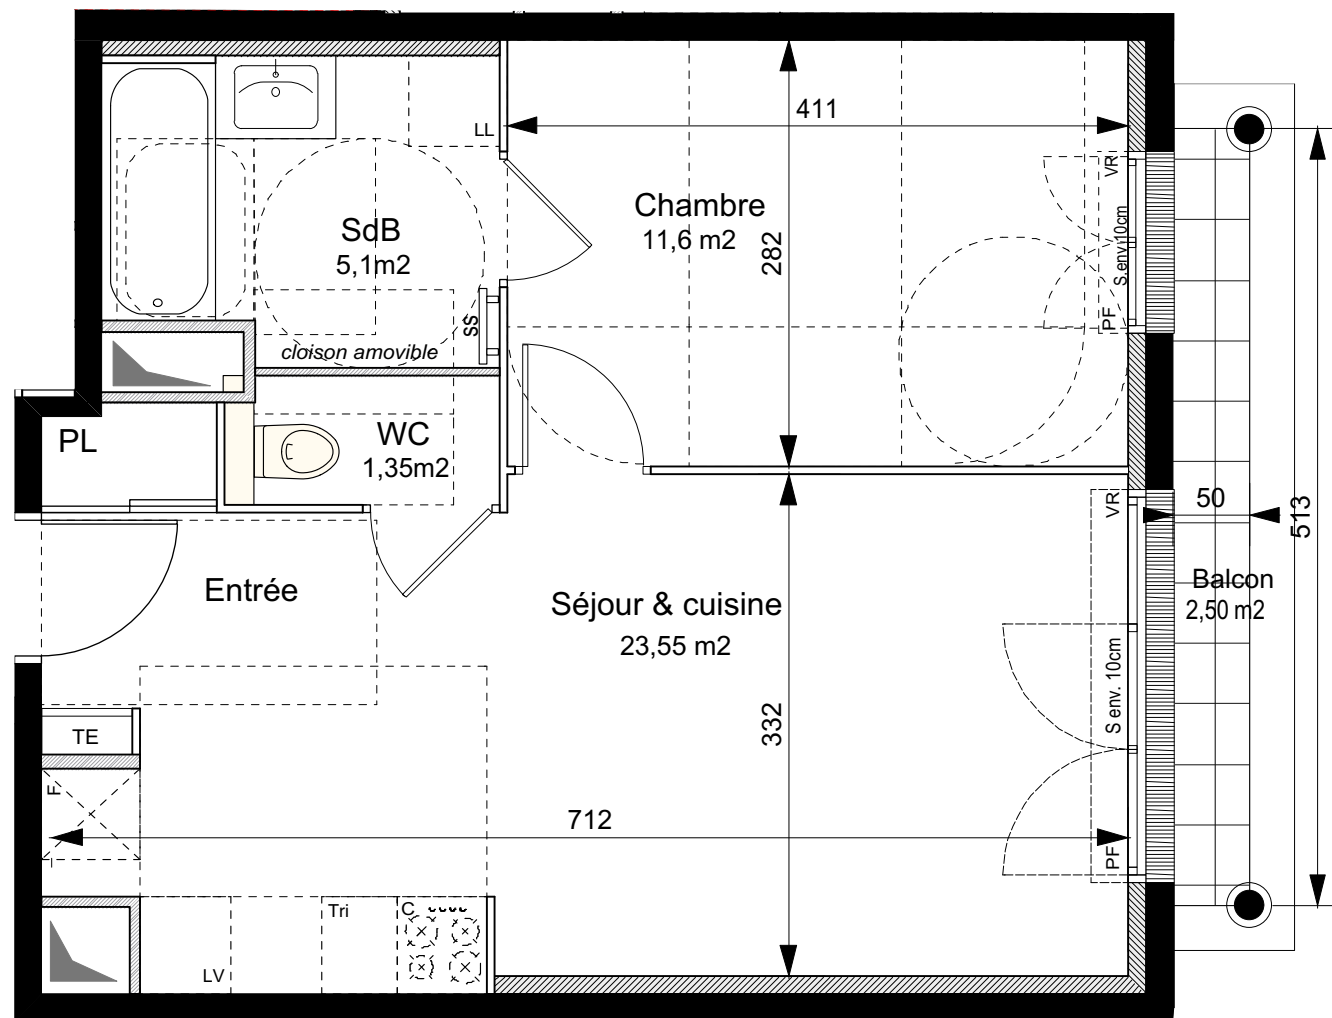 411
LL
VR
Chambre
11,6 m2
SdB
5,1m2
282
S.env.10cm
PF
SS
cloison amovible
PL
WC
1,35m2
VR
50
513
Entrée
Séjour & cuisine
23,55 m2
Balcon
2,50 m2
S env. 10cm
332
TE
F
712
PF
Tri
C
LV